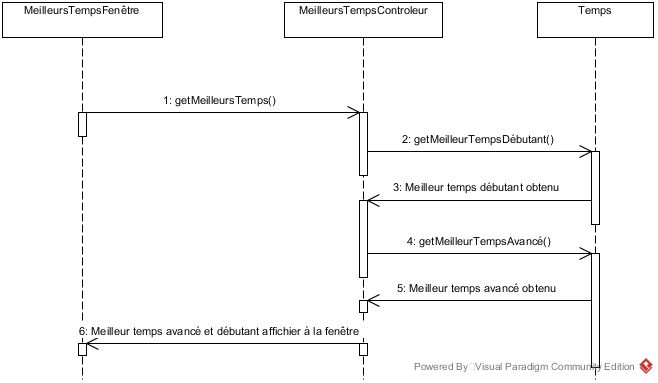 MeilleursTempsFenêtre
MeilleursTempsControleur
Temps
1: getMeilleursTemps()
2: getMeilleurTempsDébutant()
3: Meilleur temps débutant obtenu
4: getMeilleurTempsAvancé()
5: Meilleur temps avancé obtenu
6: Meilleur temps avancé et débutant affichier à la fenêtre
Powered By Visual Paradigm Community Edition